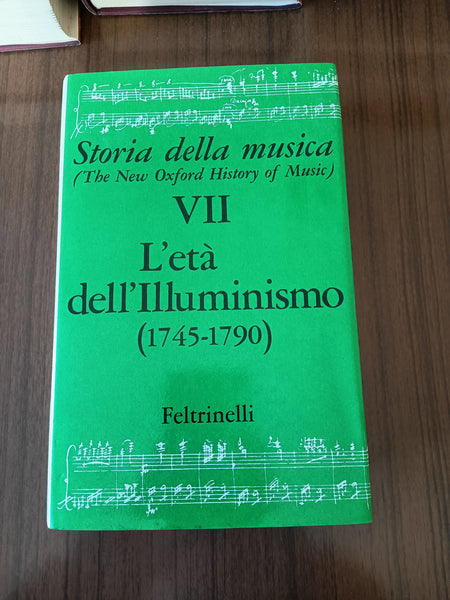 Storia della musica
(The New Oxford History of Music)
VII
L'età
dell'Illuminismo
(1745-1790)
Feltrinelli